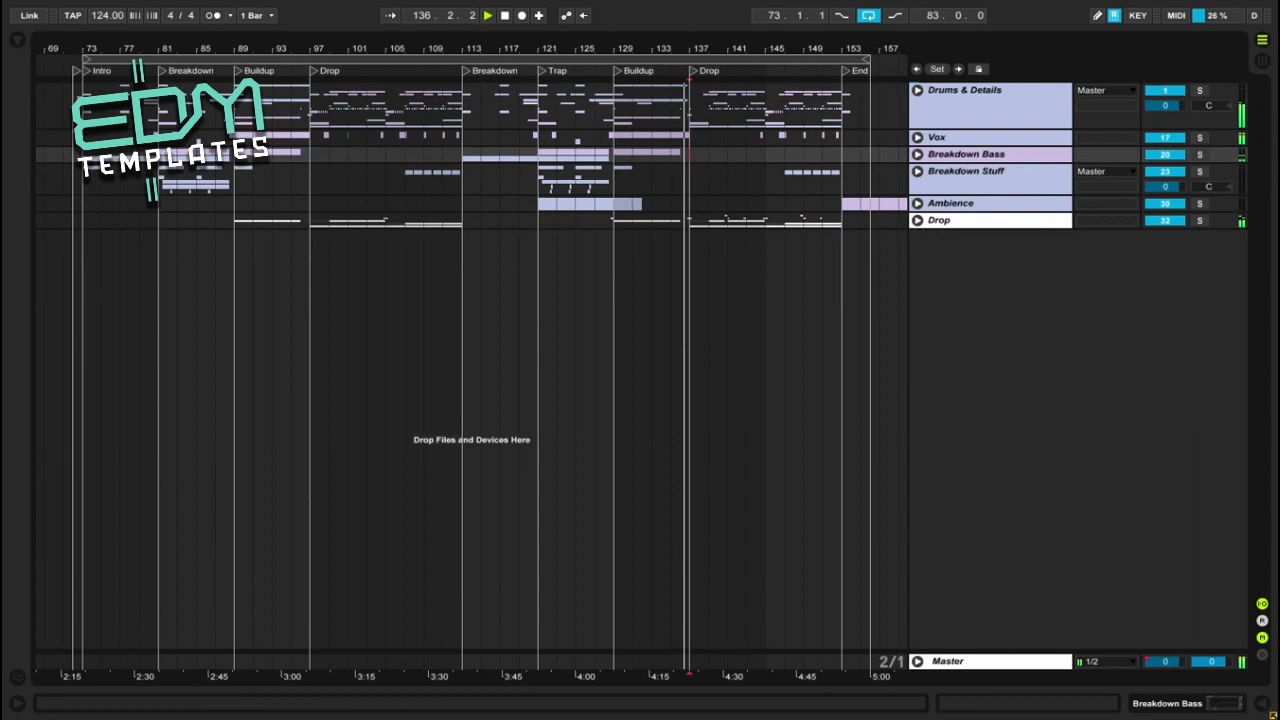 Link TAP 124.00 4 / 4 1 Bar 136. 2. 2 73. 1. 1 83. 0. 0 KEY MIDI 26 % D
69 73 77 81 85 89 93 97 101 105 109 113 117 121 125 129 133 137 141 145 149 153 157
Intro Breakdown Buildup Drop Breakdown Trap Buildup Drop End Set
EDM
TEMPLATES
Drums & Details Master 1 S
0 C
Vox 17 S
Breakdown Bass 20 S
Breakdown Stuff Master 23 S
0 C
Ambience 30 S
Drop 32 S
Drop Files and Devices Here
I·O
R
M
D
2/1 Master 1/2 0 0
2:15 2:30 2:45 3:00 3:15 3:30 3:45 4:00 4:15 4:30 4:45 5:00
Breakdown Bass